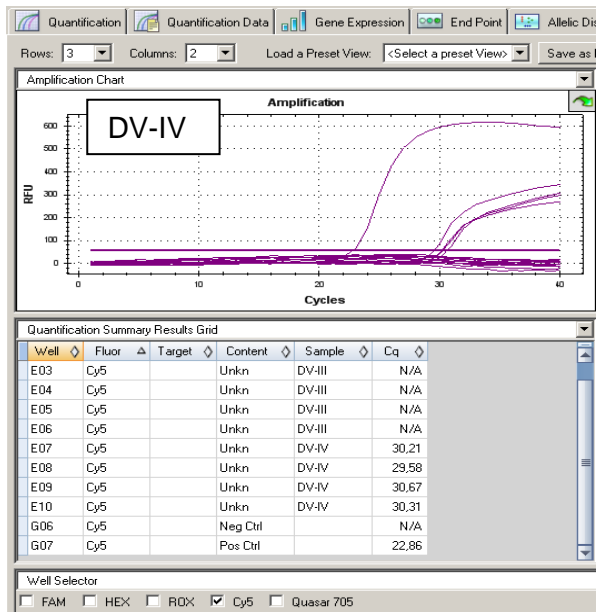 Quantification Quantification Data Gene Expression End Point Allelic Dis
Rows: 3 Columns: 2 Load a Preset View: <Select a preset View> Save as
Amplification Chart
Amplification
DV-IV
600
500
400
300
200
100
0
RFU
0 10 20 30 40
Cycles
Quantification Summary Results Grid
Well Fluor Target Content Sample Cq
E03 Cy5 Unkn DV-III N/A
E04 Cy5 Unkn DV-III N/A
E05 Cy5 Unkn DV-III N/A
E06 Cy5 Unkn DV-III N/A
E07 Cy5 Unkn DV-IV 30,21
E08 Cy5 Unkn DV-IV 29,58
E09 Cy5 Unkn DV-IV 30,67
E10 Cy5 Unkn DV-IV 30,31
G06 Cy5 Neg Ctrl N/A
G07 Cy5 Pos Ctrl 22,86
Well Selector
FAM HEX ROX Cy5 Quasar 705